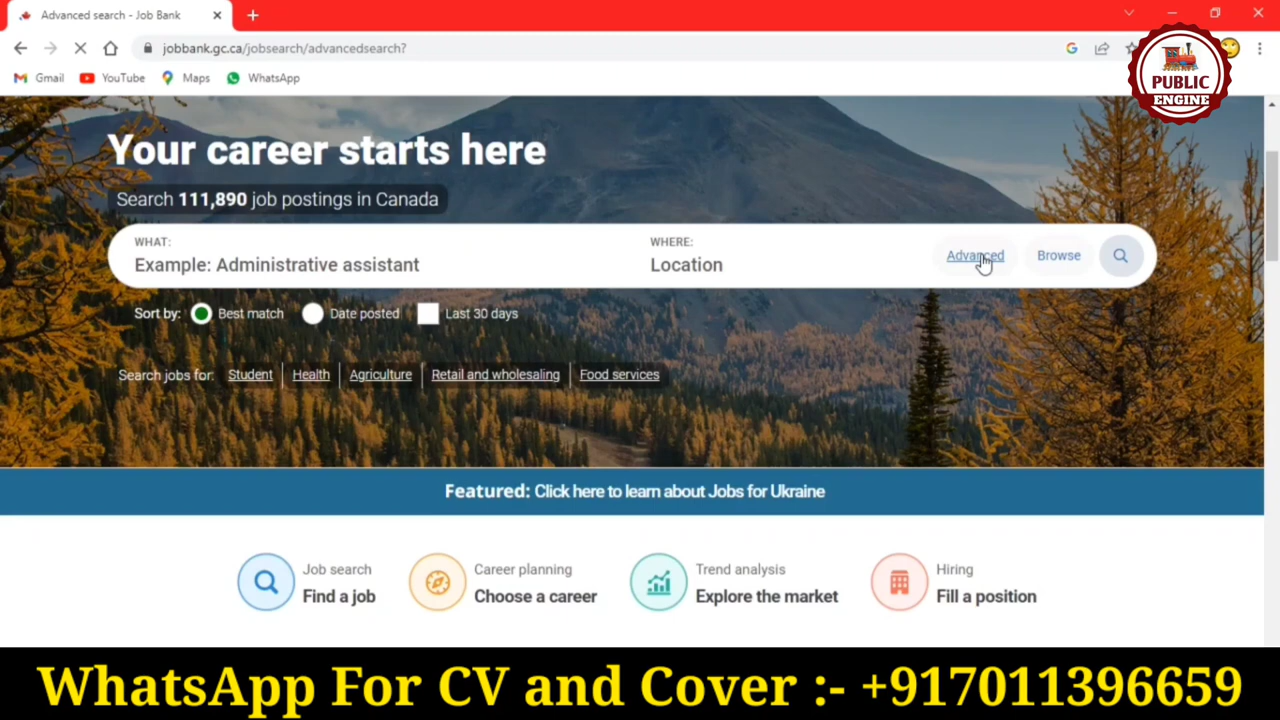 Advanced search - Job Bank
jobbank.gc.ca/jobsearch/advancedsearch?
Gmail YouTube Maps WhatsApp
PUBLIC
ENGINE
Your career starts here
Search 111,890 job postings in Canada
WHAT: WHERE:
Example: Administrative assistant Location Advanced Browse
Sort by: Best match Date posted Last 30 days
Search jobs for: Student Health Agriculture Retail and wholesaling Food services
Featured: Click here to learn about Jobs for Ukraine
Job search Career planning Trend analysis Hiring
Find a job Choose a career Explore the market Fill a position
WhatsApp For CV and Cover :- +917011396659